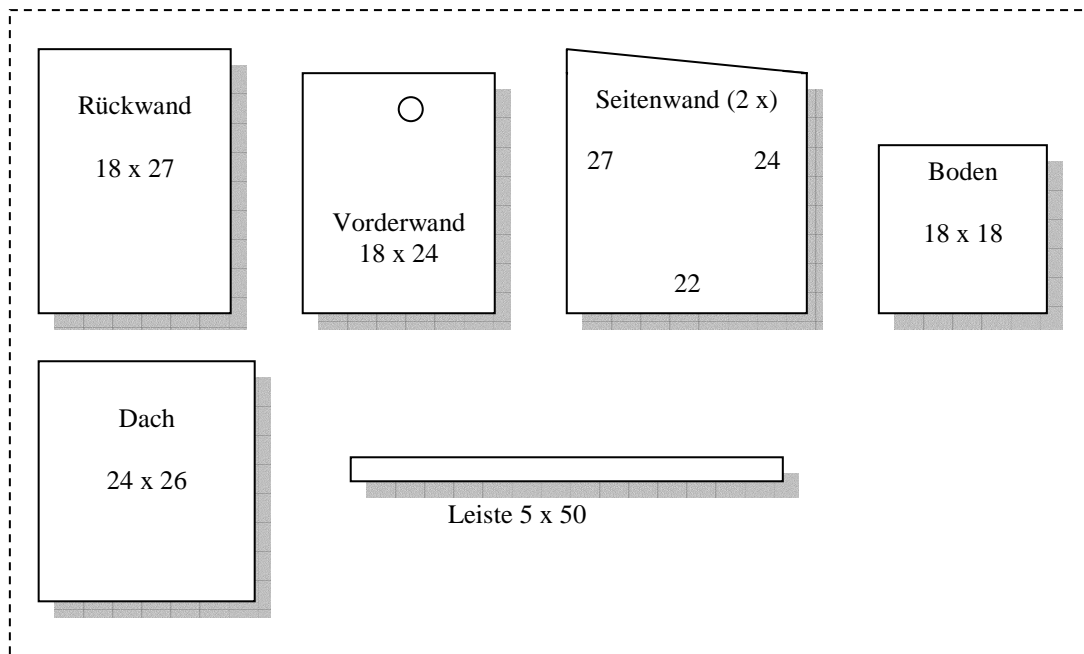 Rückwand
18 x 27
Vorderwand
18 x 24
Seitenwand (2 x)
27
24
22
Boden
18 x 18
Dach
24 x 26
Leiste 5 x 50